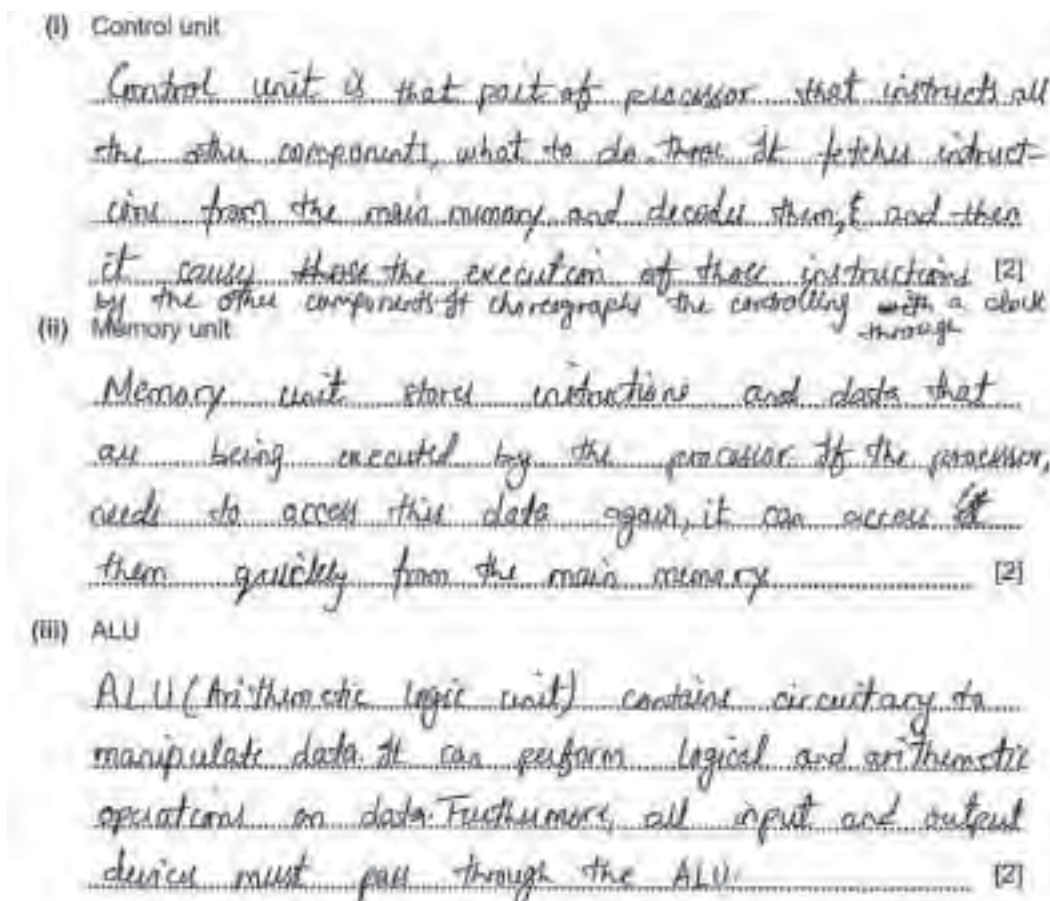 (i) Control unit
Control unit is that part of processor that instructs all
the other components, what to do. It fetches instruct-
ions from the main memory and decodes them, and then
it causes the execution of those instructions [2]
by the other components. It choreographs the controlling through a clock
(ii) Memory unit
Memory unit stores instructions and data that
are being executed by the processor. If the processor,
needs to access this data again, it can access
them quickly from the main memory [2]
(iii) ALU
ALU (Arithemetic logic unit) contains circuitary to
manipulate data. It can perform logical and arithemetic
operations on data. Furthermore, all input and output
devices must pass through the ALU. [2]